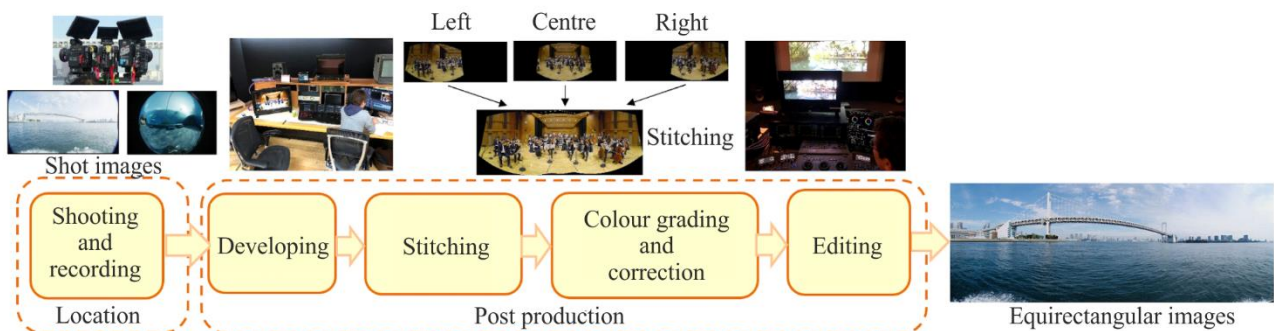 Left
Centre
Right
Stitching
Shot images
Shooting
and
recording
Developing
Stitching
Colour grading
and
correction
Editing
Location
Post production
Equirectangular images